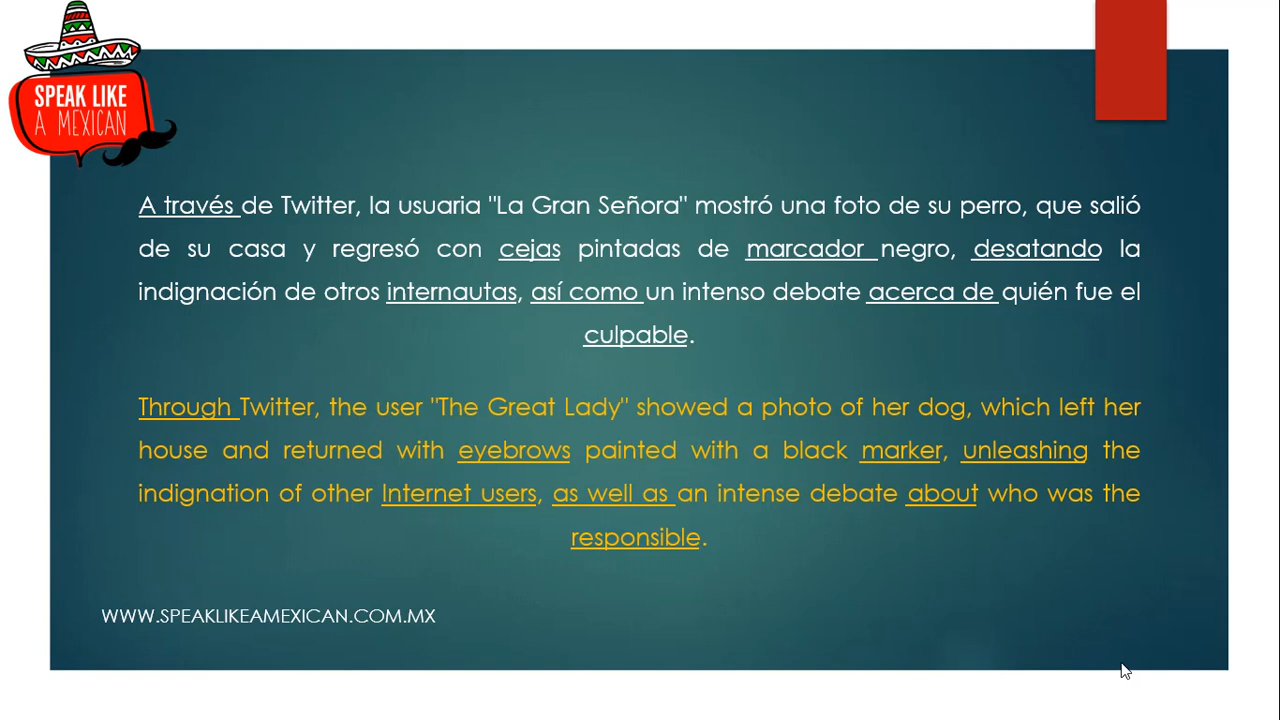 SPEAK LIKE
A MEXICAN
A través de Twitter, la usuaria "La Gran Señora" mostró una foto de su perro, que salió
de su casa y regresó con cejas pintadas de marcador negro, desatando la
indignación de otros internautas, así como un intenso debate acerca de quién fue el
culpable.
Through Twitter, the user "The Great Lady" showed a photo of her dog, which left her
house and returned with eyebrows painted with a black marker, unleashing the
indignation of other Internet users, as well as an intense debate about who was the
responsible.
WWW.SPEAKLIKEAMEXICAN.COM.MX